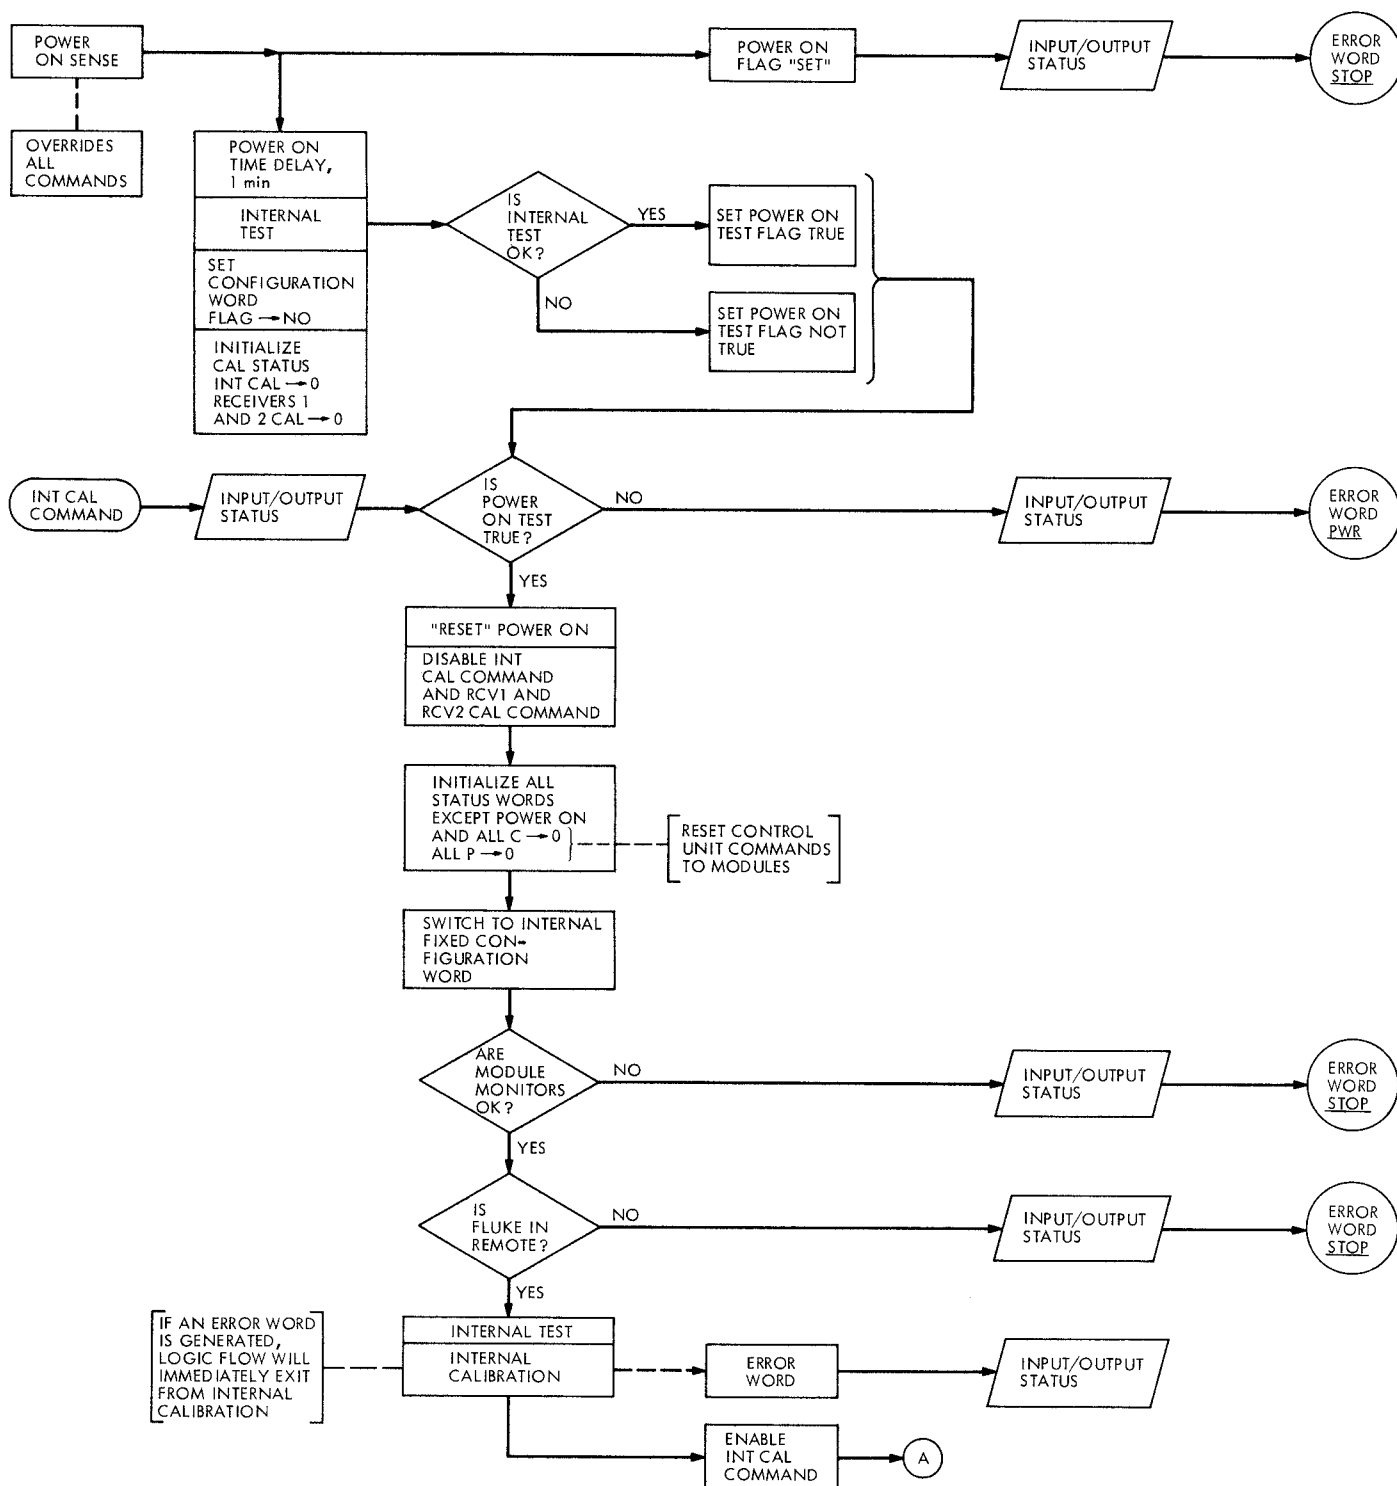 POWER
ON SENSE
POWER ON
FLAG "SET"
INPUT/OUTPUT
STATUS
ERROR
WORD
STOP
OVERRIDES
ALL
COMMANDS
POWER ON
TIME DELAY,
1 min
INTERNAL
TEST
SET
CONFIGURATION
WORD
FLAG → NO
INITIALIZE
CAL STATUS
INT CAL → 0
RECEIVERS 1
AND 2 CAL → 0
IS
INTERNAL
TEST
OK?
YES
SET POWER ON
TEST FLAG TRUE
NO
SET POWER ON
TEST FLAG NOT
TRUE
INT CAL
COMMAND
INPUT/OUTPUT
STATUS
IS
POWER
ON TEST
TRUE?
NO
INPUT/OUTPUT
STATUS
ERROR
WORD
PWR
YES
"RESET" POWER ON
DISABLE INT
CAL COMMAND
AND RCV1 AND
RCV2 CAL COMMAND
INITIALIZE ALL
STATUS WORDS
EXCEPT POWER ON
AND ALL C → 0
ALL P → 0
RESET CONTROL
UNIT COMMANDS
TO MODULES
SWITCH TO INTERNAL
FIXED CON-
FIGURATION
WORD
ARE
MODULE
MONITORS
OK?
NO
INPUT/OUTPUT
STATUS
ERROR
WORD
STOP
YES
IS
FLUKE IN
REMOTE?
NO
INPUT/OUTPUT
STATUS
ERROR
WORD
STOP
YES
IF AN ERROR WORD
IS GENERATED,
LOGIC FLOW WILL
IMMEDIATELY EXIT
FROM INTERNAL
CALIBRATION
INTERNAL TEST
INTERNAL
CALIBRATION
ERROR
WORD
INPUT/OUTPUT
STATUS
ENABLE
INT CAL
COMMAND
A